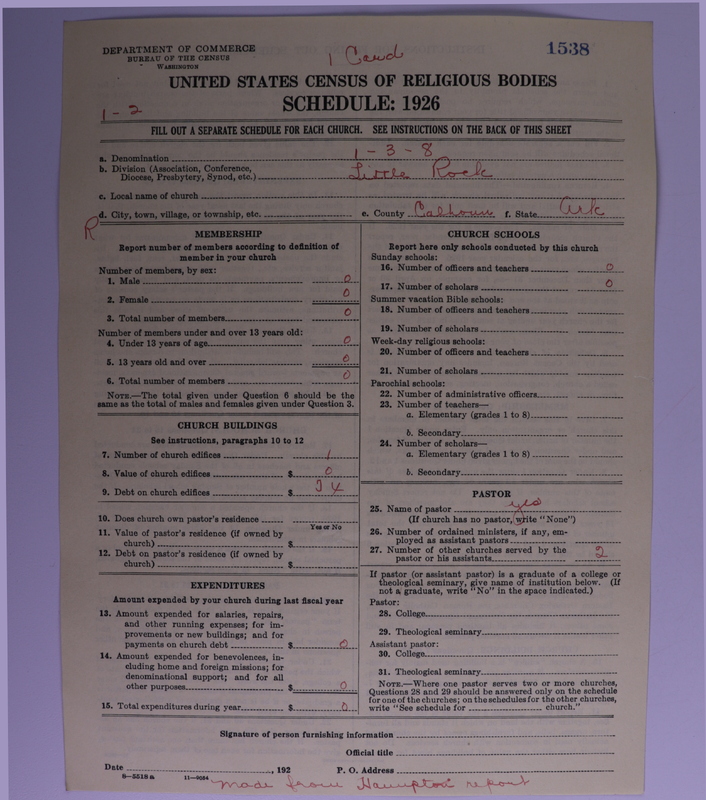 DEPARTMENT OF COMMERCE
BUREAU OF THE CENSUS
WASHINGTON
1 Card
1538
UNITED STATES CENSUS OF RELIGIOUS BODIES
SCHEDULE: 1926
1-2
FILL OUT A SEPARATE SCHEDULE FOR EACH CHURCH. SEE INSTRUCTIONS ON THE BACK OF THIS SHEET
a. Denomination 1-3-8
b. Division (Association, Conference,
Diocese, Presbytery, Synod, etc.) Little Rock
c. Local name of church
d. City, town, village, or township, etc. e. County Calhoun f. State Ark
R
MEMBERSHIP
Report number of members according to definition of
member in your church
Number of members, by sex:
1. Male 0
2. Female 0
3. Total number of members 0
Number of members under and over 13 years old:
4. Under 13 years of age 0
5. 13 years old and over 0
6. Total number of members 0
NOTE.—The total given under Question 6 should be the
same as the total of males and females given under Question 3.
CHURCH BUILDINGS
See instructions, paragraphs 10 to 12
7. Number of church edifices 1
8. Value of church edifices $ 0
9. Debt on church edifices $ 34
10. Does church own pastor's residence
Yes or No
11. Value of pastor's residence (if owned by
church) $
12. Debt on pastor's residence (if owned by
church) $
EXPENDITURES
Amount expended by your church during last fiscal year
13. Amount expended for salaries, repairs,
and other running expenses; for im-
provements or new buildings; and for
payments on church debt $ 0
14. Amount expended for benevolences, in-
cluding home and foreign missions; for
denominational support; and for all
other purposes $ 0
15. Total expenditures during year $ 0
CHURCH SCHOOLS
Report here only schools conducted by this church
Sunday schools:
16. Number of officers and teachers 0
17. Number of scholars 0
Summer vacation Bible schools:
18. Number of officers and teachers
19. Number of scholars
Week-day religious schools:
20. Number of officers and teachers
21. Number of scholars
Parochial schools:
22. Number of administrative officers
23. Number of teachers—
a. Elementary (grades 1 to 8)
b. Secondary
24. Number of scholars—
a. Elementary (grades 1 to 8)
b. Secondary
PASTOR
25. Name of pastor yes
(If church has no pastor, write "None")
26. Number of ordained ministers, if any, em-
ployed as assistant pastors
27. Number of other churches served by the
pastor or his assistants 2
If pastor (or assistant pastor) is a graduate of a college or
theological seminary, give name of institution below. (If
not a graduate, write "No" in the space indicated.)
Pastor:
28. College
29. Theological seminary
Assistant pastor:
30. College
31. Theological seminary
NOTE.—Where one pastor serves two or more churches,
Questions 28 and 29 should be answered only on the schedule
for one of the churches; on the schedules for the other churches,
write "See schedule for church."
Signature of person furnishing information
Official title
Date , 192 P. O. Address
8-5518a 11-9024
made from Hampton report